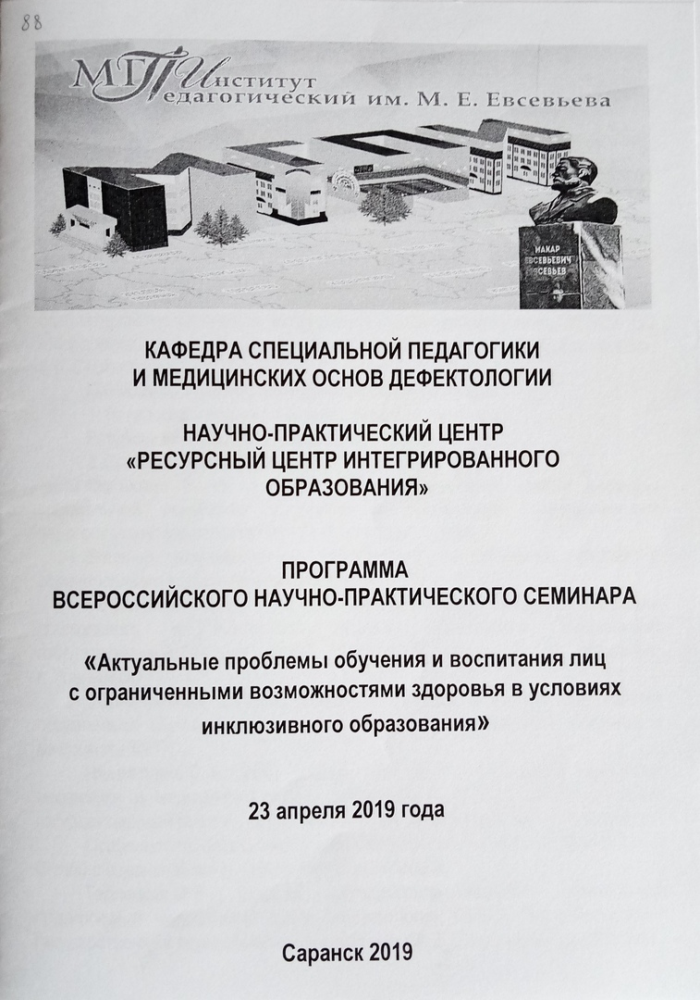 88
МГПИнститут
Педагогический им. М. Е. Евсевьева
МАКАР
ЕВСЕВЬЕВИЧ
ЕВСЕВЬЕВ
КАФЕДРА СПЕЦИАЛЬНОЙ ПЕДАГОГИКИ
И МЕДИЦИНСКИХ ОСНОВ ДЕФЕКТОЛОГИИ
НАУЧНО-ПРАКТИЧЕСКИЙ ЦЕНТР
«РЕСУРСНЫЙ ЦЕНТР ИНТЕГРИРОВАННОГО
ОБРАЗОВАНИЯ»
ПРОГРАММА
ВСЕРОССИЙСКОГО НАУЧНО-ПРАКТИЧЕСКОГО СЕМИНАРА
«Актуальные проблемы обучения и воспитания лиц
с ограниченными возможностями здоровья в условиях
инклюзивного образования»
23 апреля 2019 года
Саранск 2019